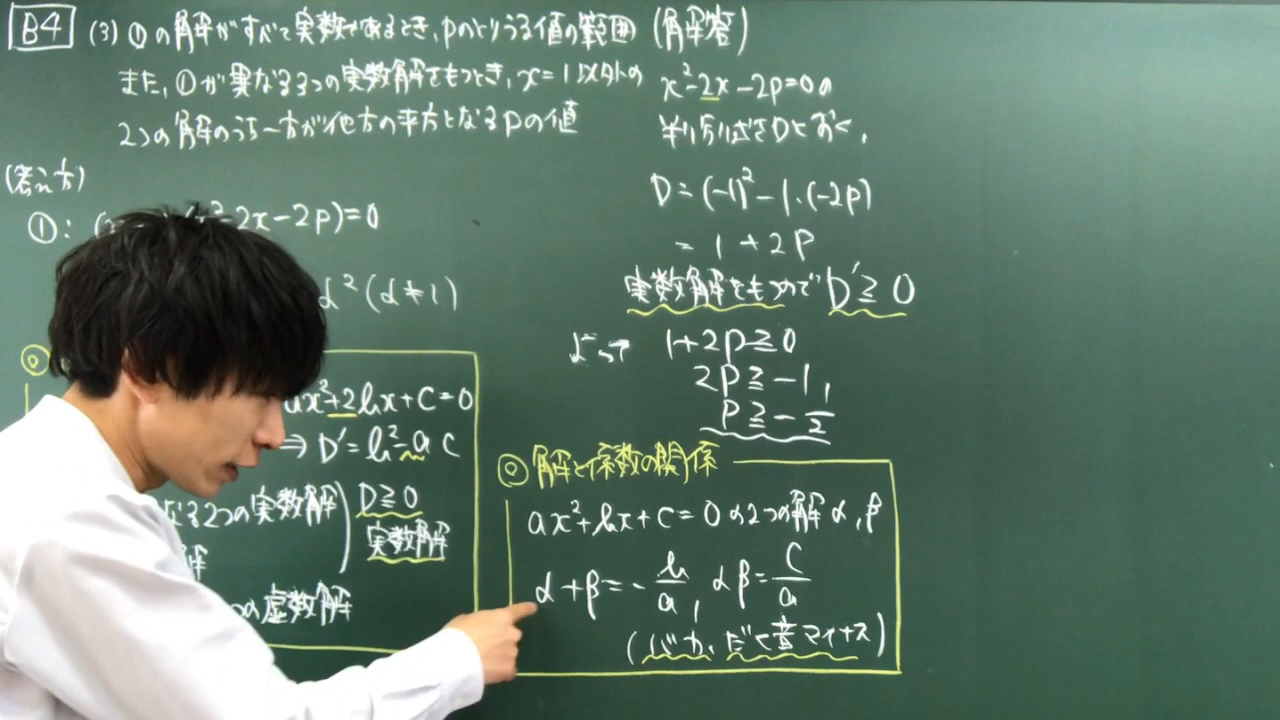 B4 (3) ①の解がすべて実数であるとき、Pのとりうる値の範囲
また、①が異なる3つの実数解をもつとき、x=1以外の
2つの解のうち一方が他方の平方となるPの値
(考え方)
①: (x²-2x-2P)=0
α²(α≠1)
ax²+2bx+C=0
⇒ D'=b²-aC
なる2つの実数解 D≧0
解 実数解
つの虚数解
(解答)
x²-2x-2P=0の
判別式をDとおく、
D=(-1)²-1・(-2P)
=1+2P
実数解をもつので D'≧0
よって 1+2P≧0
2P≧-1
P≧-1/2
◎解と係数の関係
ax²+bx+C=0の2つの解α,β
α+β=-b/a, αβ=C/a
(バカ、だて音マイナス)